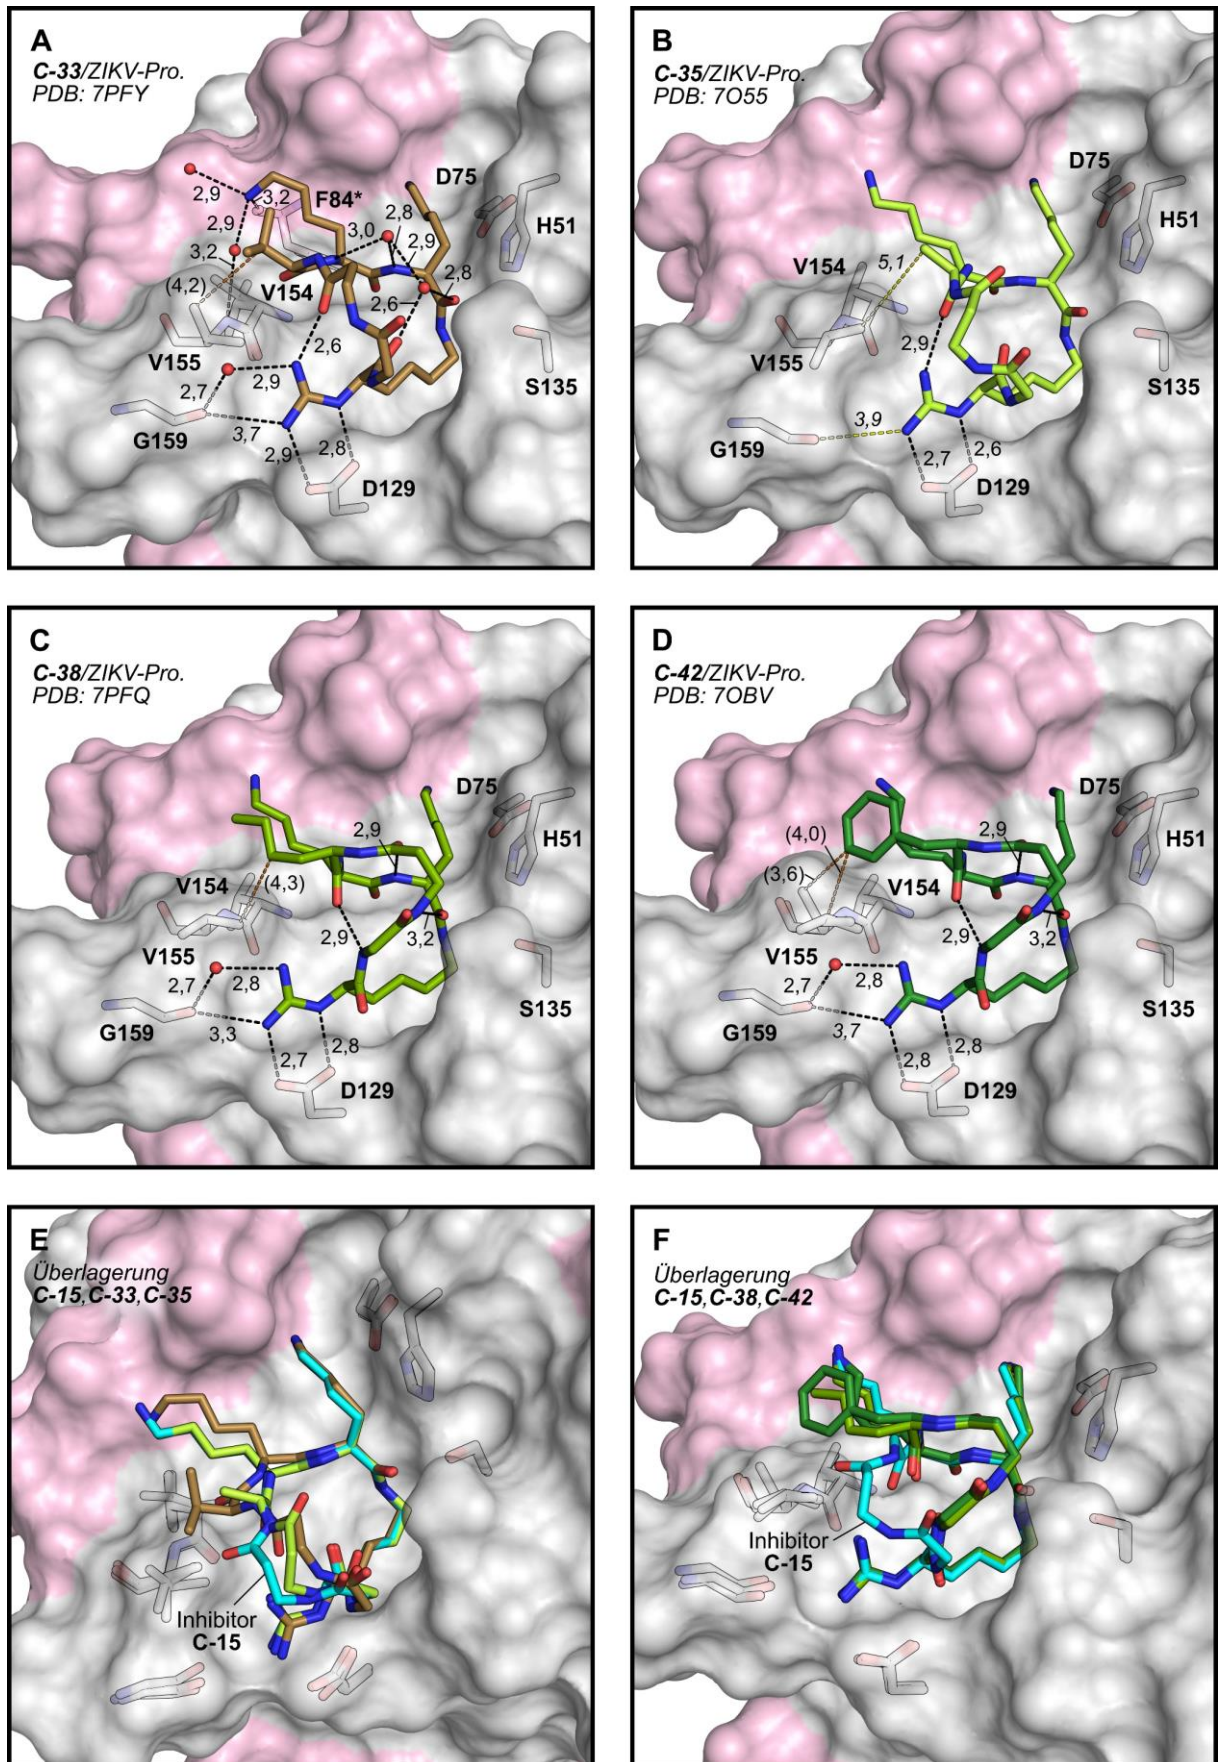 A
C-33/ZIKV-Pro.
PDB: 7PFY
D75
H51
F84*
2,9
3,2
2,9
3,0
2,8
2,9
3,2
(4,2)
V154
2,8
2,6
V155
2,6
S135
2,9
2,7
G159
3,7
2,9
2,8
D129
B
C-35/ZIKV-Pro.
PDB: 7O55
D75
H51
V154
5,1
V155
2,9
S135
G159
3,9
2,7
2,6
D129
C
C-38/ZIKV-Pro.
PDB: 7PFQ
D75
H51
2,9
V154
(4,3)
V155
2,9
3,2
2,7
2,8
S135
G159
3,3
2,7
2,8
D129
D
C-42/ZIKV-Pro.
PDB: 7OBV
D75
H51
(4,0)
2,9
(3,6)
V154
V155
2,9
3,2
2,7
2,8
S135
G159
3,7
2,8
2,8
D129
E
Überlagerung
C-15,C-33,C-35
Inhibitor
C-15
F
Überlagerung
C-15,C-38,C-42
Inhibitor
C-15